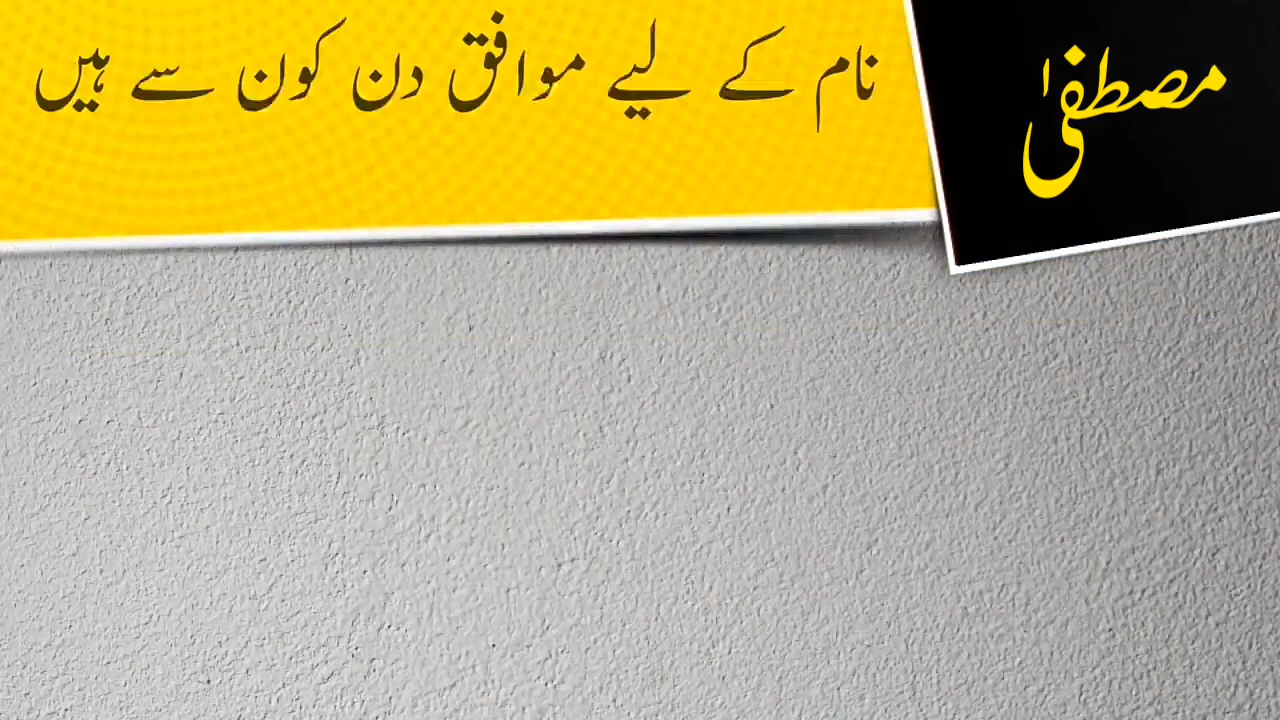 مصطفیٰ
نام کے لیے موافق دن کون سے ہیں